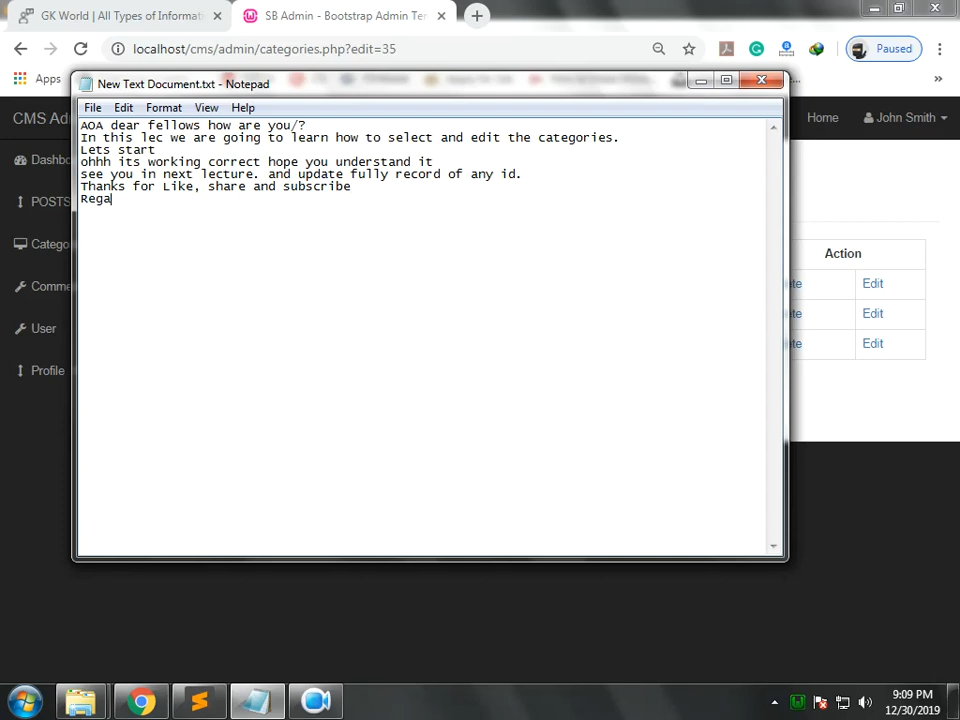 GK World | All Types of Informati
SB Admin - Bootstrap Admin Ter
localhost/cms/admin/categories.php?edit=35
Paused
Apps
New Text Document.txt - Notepad
File Edit Format View Help
AOA dear fellows how are you/?
In this lec we are going to learn how to select and edit the categories.
Lets start
ohhh its working correct hope you understand it
see you in next lecture. and update fully record of any id.
Thanks for Like, share and subscribe
Rega
CMS Ad
Home
John Smith
Dashbo
POSTS
Catego
Comme
User
Profile
Action
te Edit
te Edit
te Edit
9:09 PM
12/30/2019